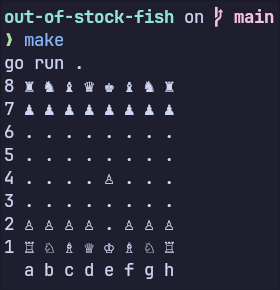 out-of-stock-fish on  main
❱ make
go run .
8 ♜ ♞ ♝ ♛ ♚ ♝ ♞ ♜
7 ♟ ♟ ♟ ♟ ♟ ♟ ♟ ♟
6 . . . . . . . .
5 . . . . . . . .
4 . . . . ♙ . . .
3 . . . . . . . .
2 ♙ ♙ ♙ ♙ . ♙ ♙ ♙
1 ♖ ♘ ♗ ♕ ♔ ♗ ♘ ♖
a b c d e f g h